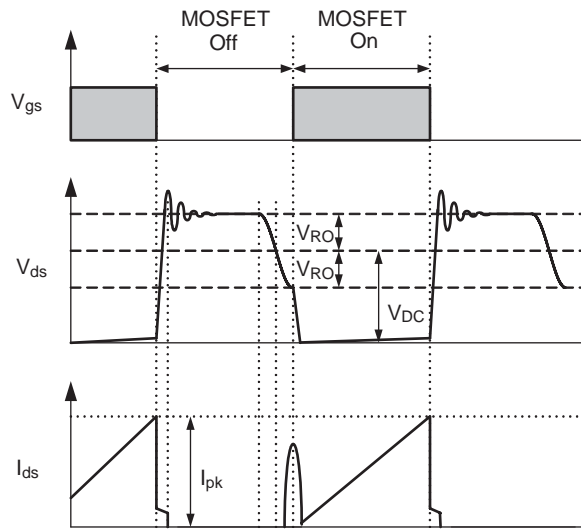 MOSFET
Off
MOSFET
On
Vgs
VRO
VRO
Vds
VDC
Ids
Ipk